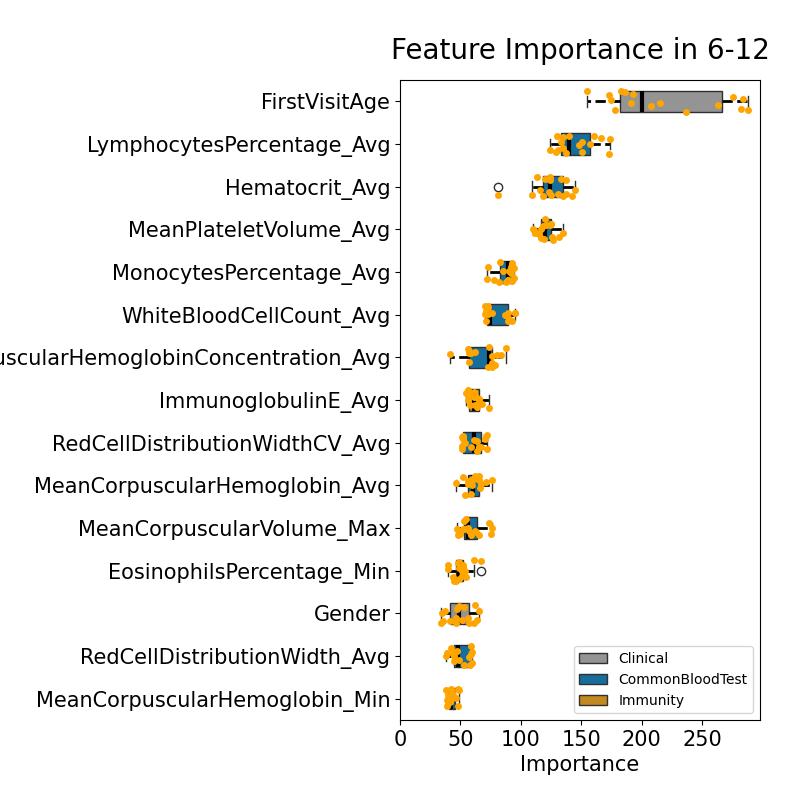 Feature Importance in 6-12
FirstVisitAge
LymphocytesPercentage_Avg
Hematocrit_Avg
MeanPlateletVolume_Avg
MonocytesPercentage_Avg
WhiteBloodCellCount_Avg
uscularHemoglobinConcentration_Avg
ImmunoglobulinE_Avg
RedCellDistributionWidthCV_Avg
MeanCorpuscularHemoglobin_Avg
MeanCorpuscularVolume_Max
EosinophilsPercentage_Min
Gender
RedCellDistributionWidth_Avg
MeanCorpuscularHemoglobin_Min
Clinical
CommonBloodTest
Immunity
0 50 100 150 200 250
Importance